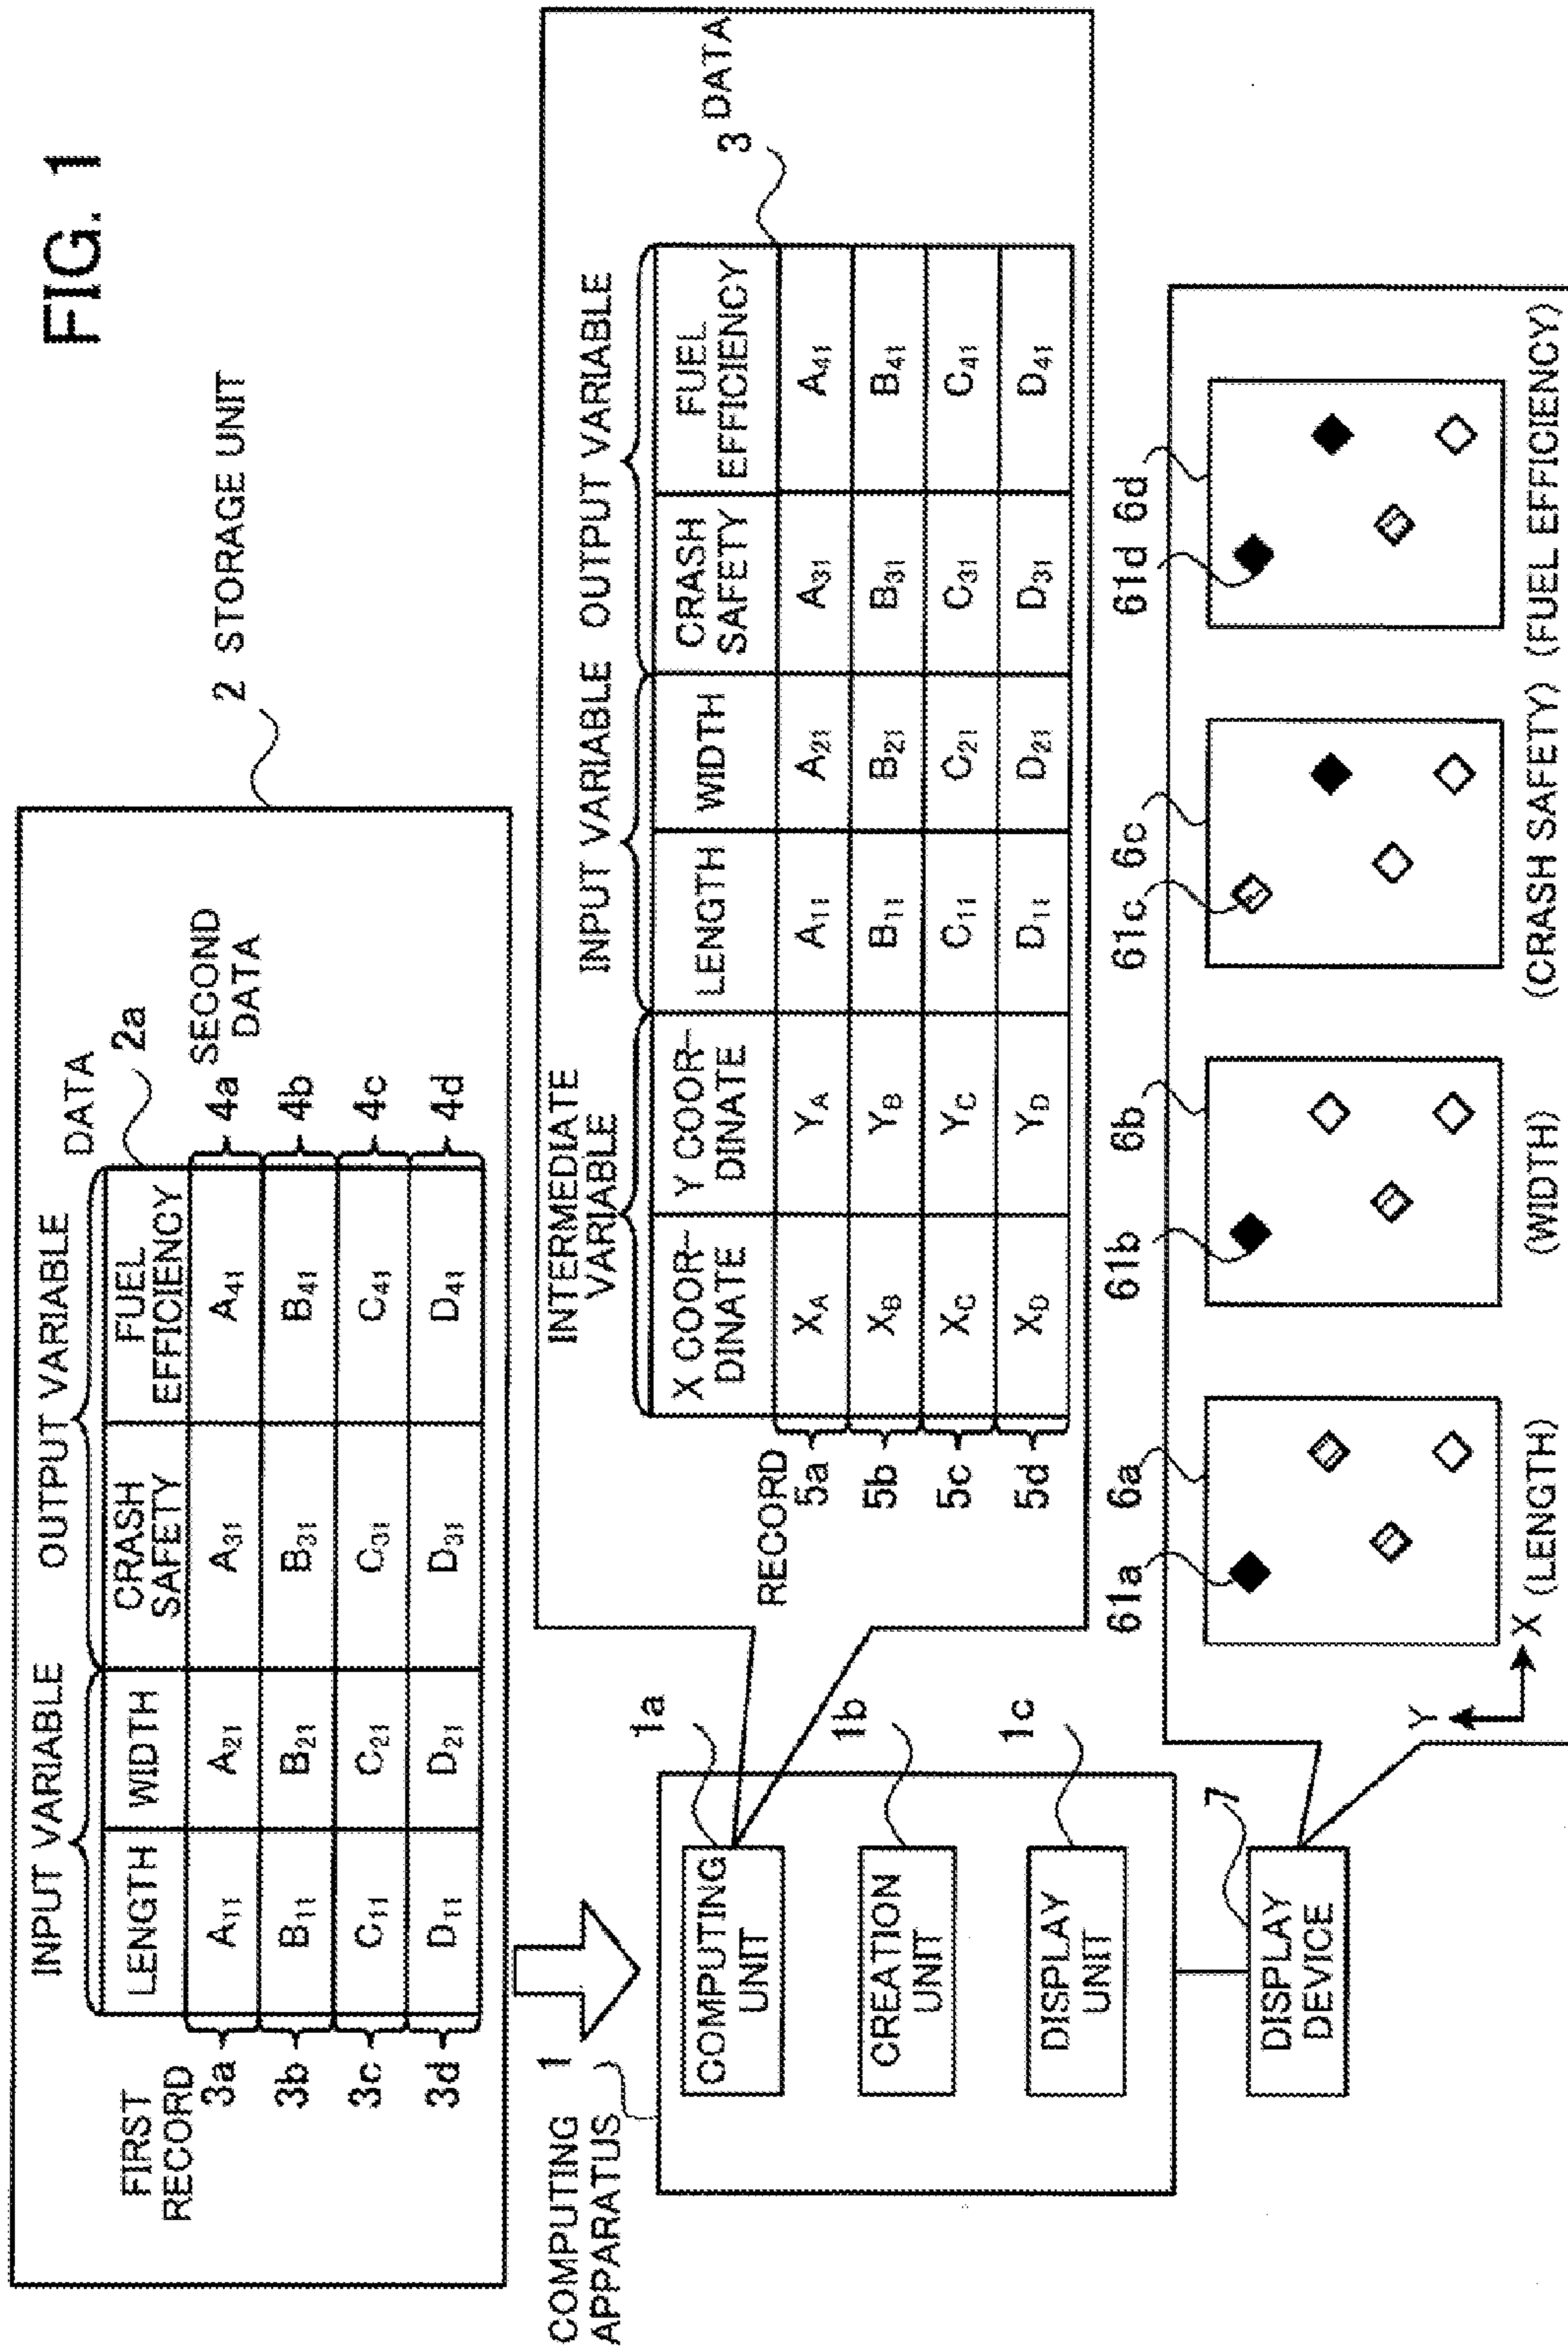 FIG. 1
2 STORAGE UNIT
INPUT VARIABLE
OUTPUT VARIABLE
DATA
2a
LENGTH
WIDTH
CRASH
SAFETY
FUEL
EFFICIENCY
FIRST
RECORD
SECOND
DATA
3a
A11
A21
A31
A41
4a
3b
B11
B21
B31
B41
4b
3c
C11
C21
C31
C41
4c
3d
D11
D21
D31
D41
4d
COMPUTING
APPARATUS
1
COMPUTING
UNIT
1a
CREATION
UNIT
1b
DISPLAY
UNIT
1c
DISPLAY
DEVICE
7
INTERMEDIATE
VARIABLE
INPUT VARIABLE
OUTPUT VARIABLE
3 DATA
X COOR-
DINATE
Y COOR-
DINATE
LENGTH
WIDTH
CRASH
SAFETY
FUEL
EFFICIENCY
RECORD
5a
XA
YA
A11
A21
A31
A41
5b
XB
YB
B11
B21
B31
B41
5c
XC
YC
C11
C21
C31
C41
5d
XD
YD
D11
D21
D31
D41
61a
6a
61b
6b
61c
6c
61d
6d
Y
X
(LENGTH)
(WIDTH)
(CRASH SAFETY)
(FUEL EFFICIENCY)